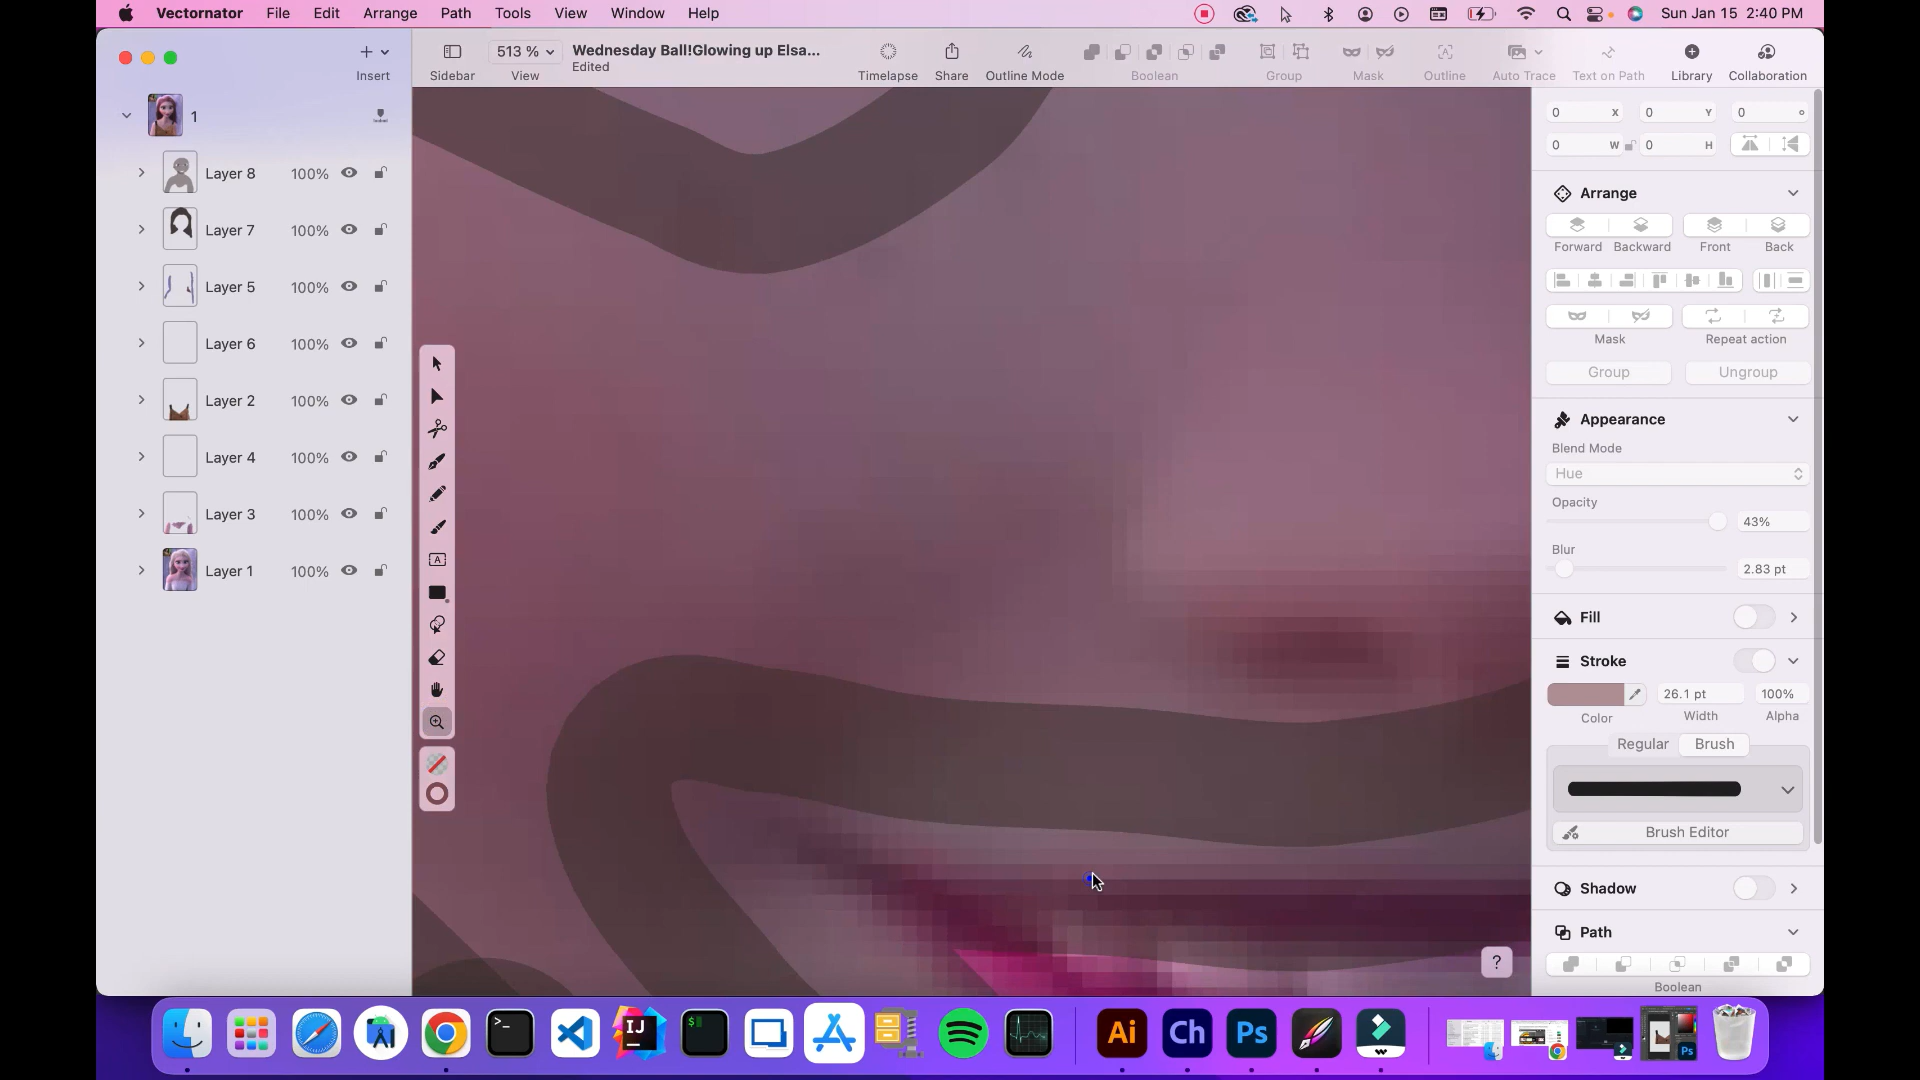 Vectornator File Edit Arrange Path Tools View Window Help Sun Jan 15 2:40 PM
Insert
Sidebar
513 %
View
Wednesday Ball!Glowing up Elsa...
Edited
Timelapse
Share
Outline Mode
Boolean
Group
Mask
Outline
Auto Trace
Text on Path
Library
Collaboration
1
Layer 8 100%
Layer 7 100%
Layer 5 100%
Layer 6 100%
Layer 2 100%
Layer 4 100%
Layer 3 100%
Layer 1 100%
A
?
0 X 0 Y 0 °
0 W 0 H
Arrange
Forward Backward Front Back
Mask Repeat action
Group Ungroup
Appearance
Blend Mode
Hue
Opacity
43%
Blur
2.83 pt
Fill
Stroke
26.1 pt 100%
Color Width Alpha
Regular Brush
Brush Editor
Shadow
Path
Boolean
>_ IJ $ Ai Ch Ps Ps